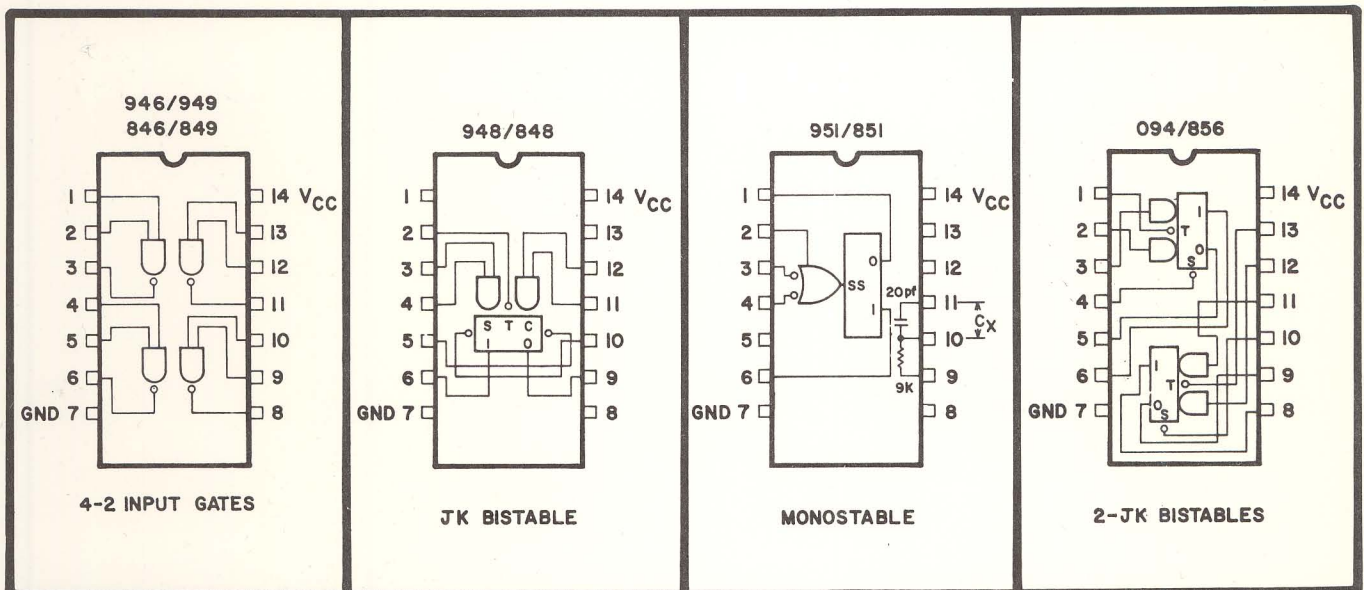 946/949
846/849
1
2
3
4
5
6
GND 7
14 VCC
13
12
11
10
9
8
4-2 INPUT GATES
948/848
1
2
3
4
5
6
GND 7
14 VCC
13
12
11
10
9
8
S T C
1 0
JK BISTABLE
951/851
1
2
3
4
5
6
GND 7
14 VCC
13
12
11
10
9
8
SS
0
1
20pf
CX
9K
MONOSTABLE
094/856
1
2
3
4
5
6
GND 7
14 VCC
13
12
11
10
9
8
1
T
0
S
1
T
0
S
2-JK BISTABLES